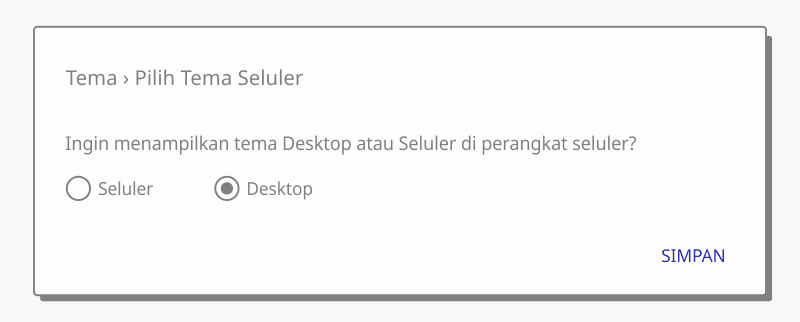 Tema › Pilih Tema Seluler
Ingin menampilkan tema Desktop atau Seluler di perangkat seluler?
Seluler Desktop
SIMPAN